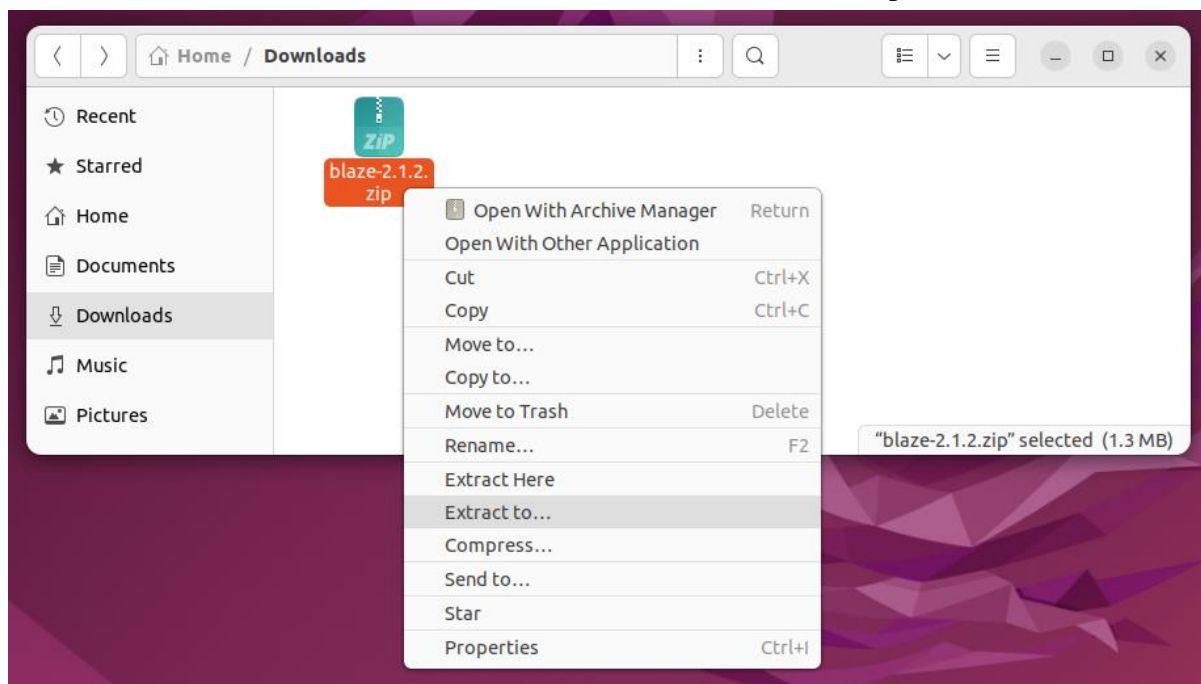 Home / Downloads
Recent
Starred
Home
Documents
Downloads
Music
Pictures
ZiP
blaze-2.1.2.
zip
Open With Archive Manager Return
Open With Other Application
Cut Ctrl+X
Copy Ctrl+C
Move to…
Copy to…
Move to Trash Delete
Rename… F2
Extract Here
Extract to…
Compress…
Send to…
Star
Properties Ctrl+I
“blaze-2.1.2.zip” selected (1.3 MB)